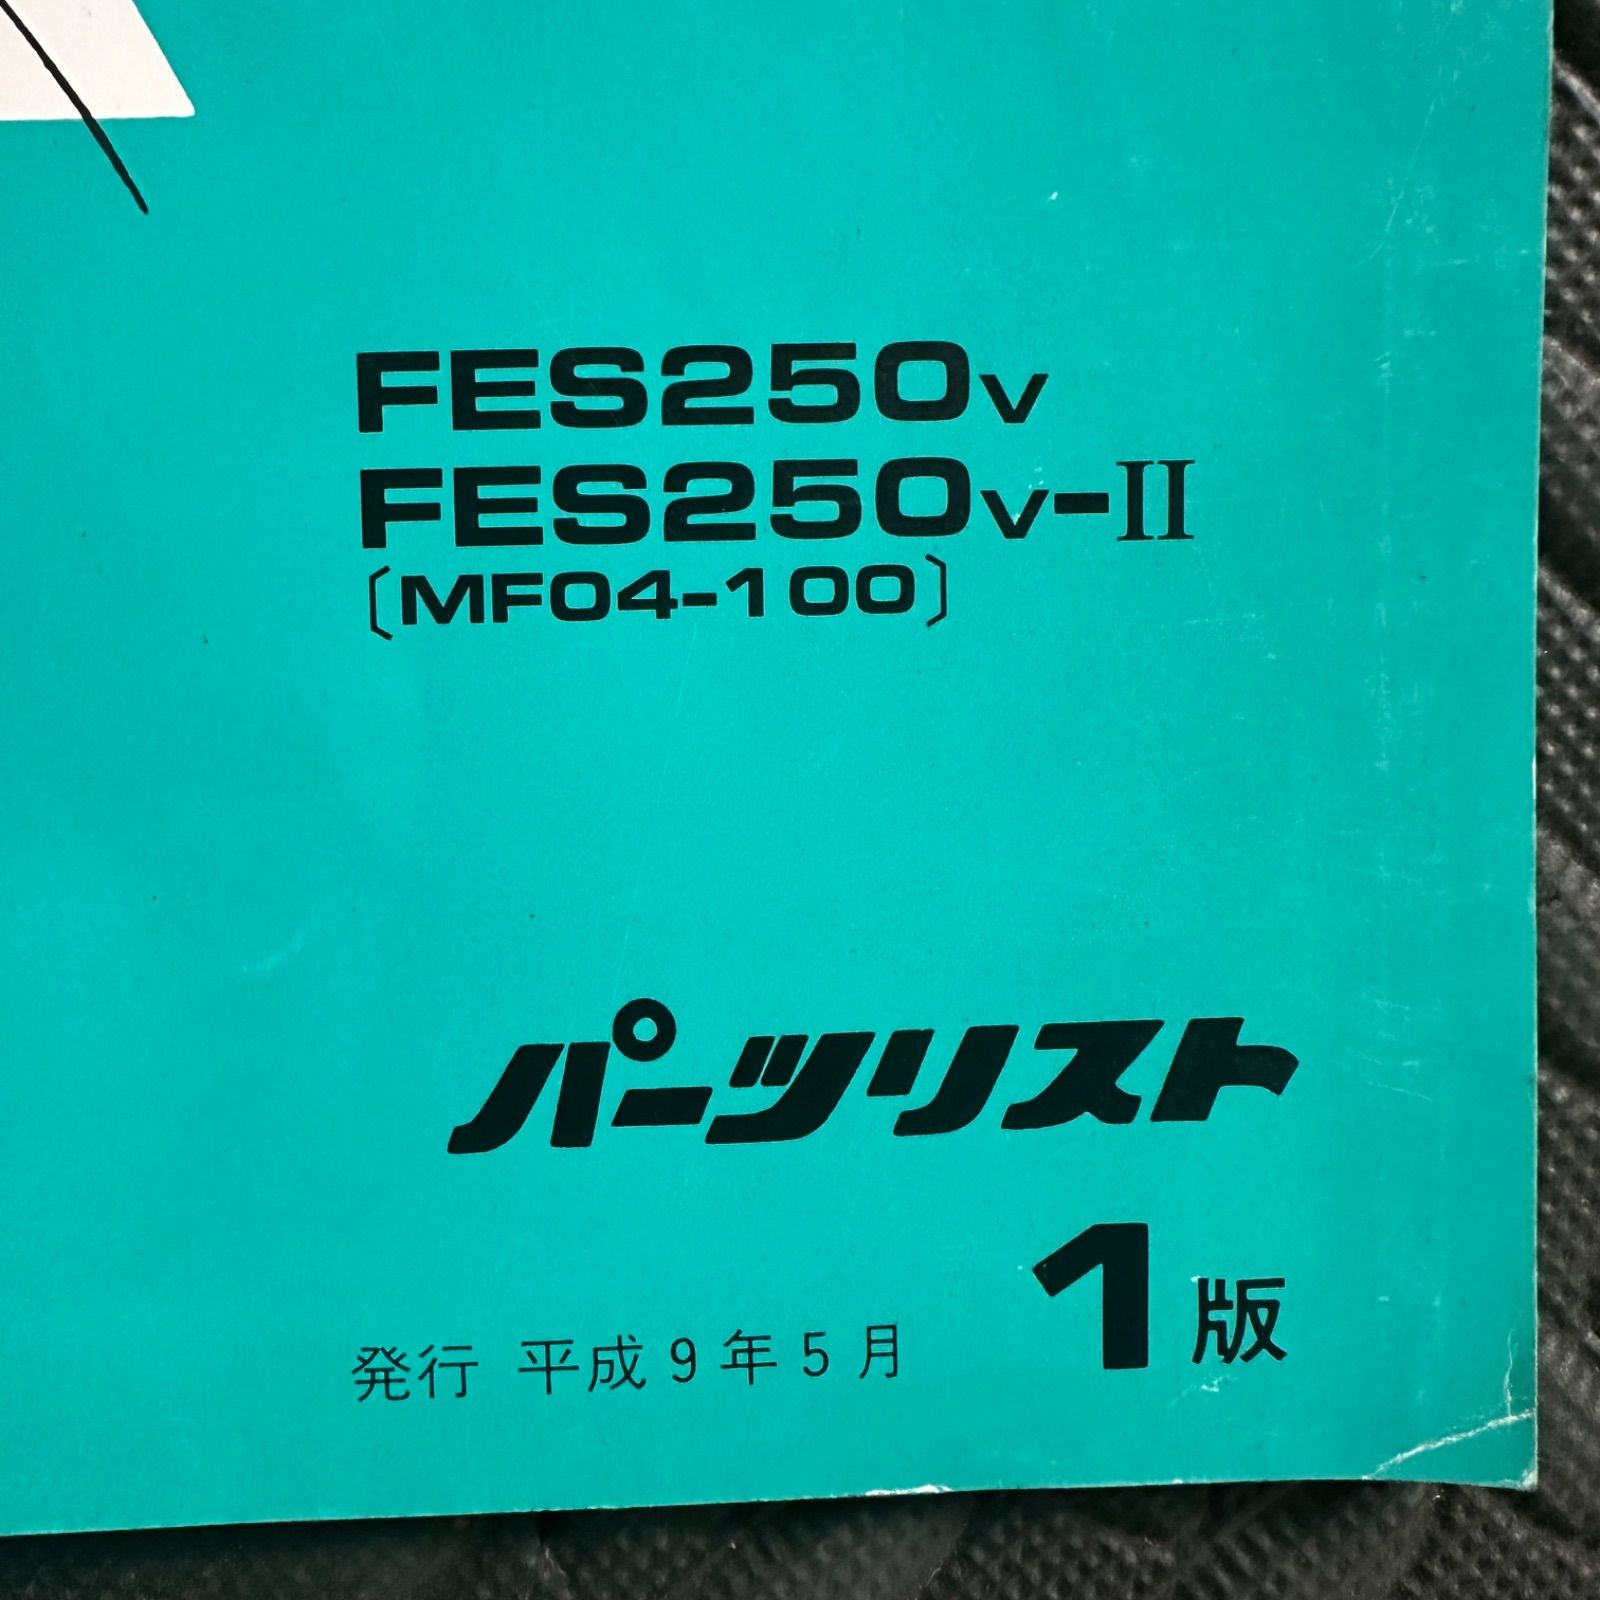 FES250V
FES250V-II
〔MF04-100〕
パーツリスト
1版
発行 平成9年5月